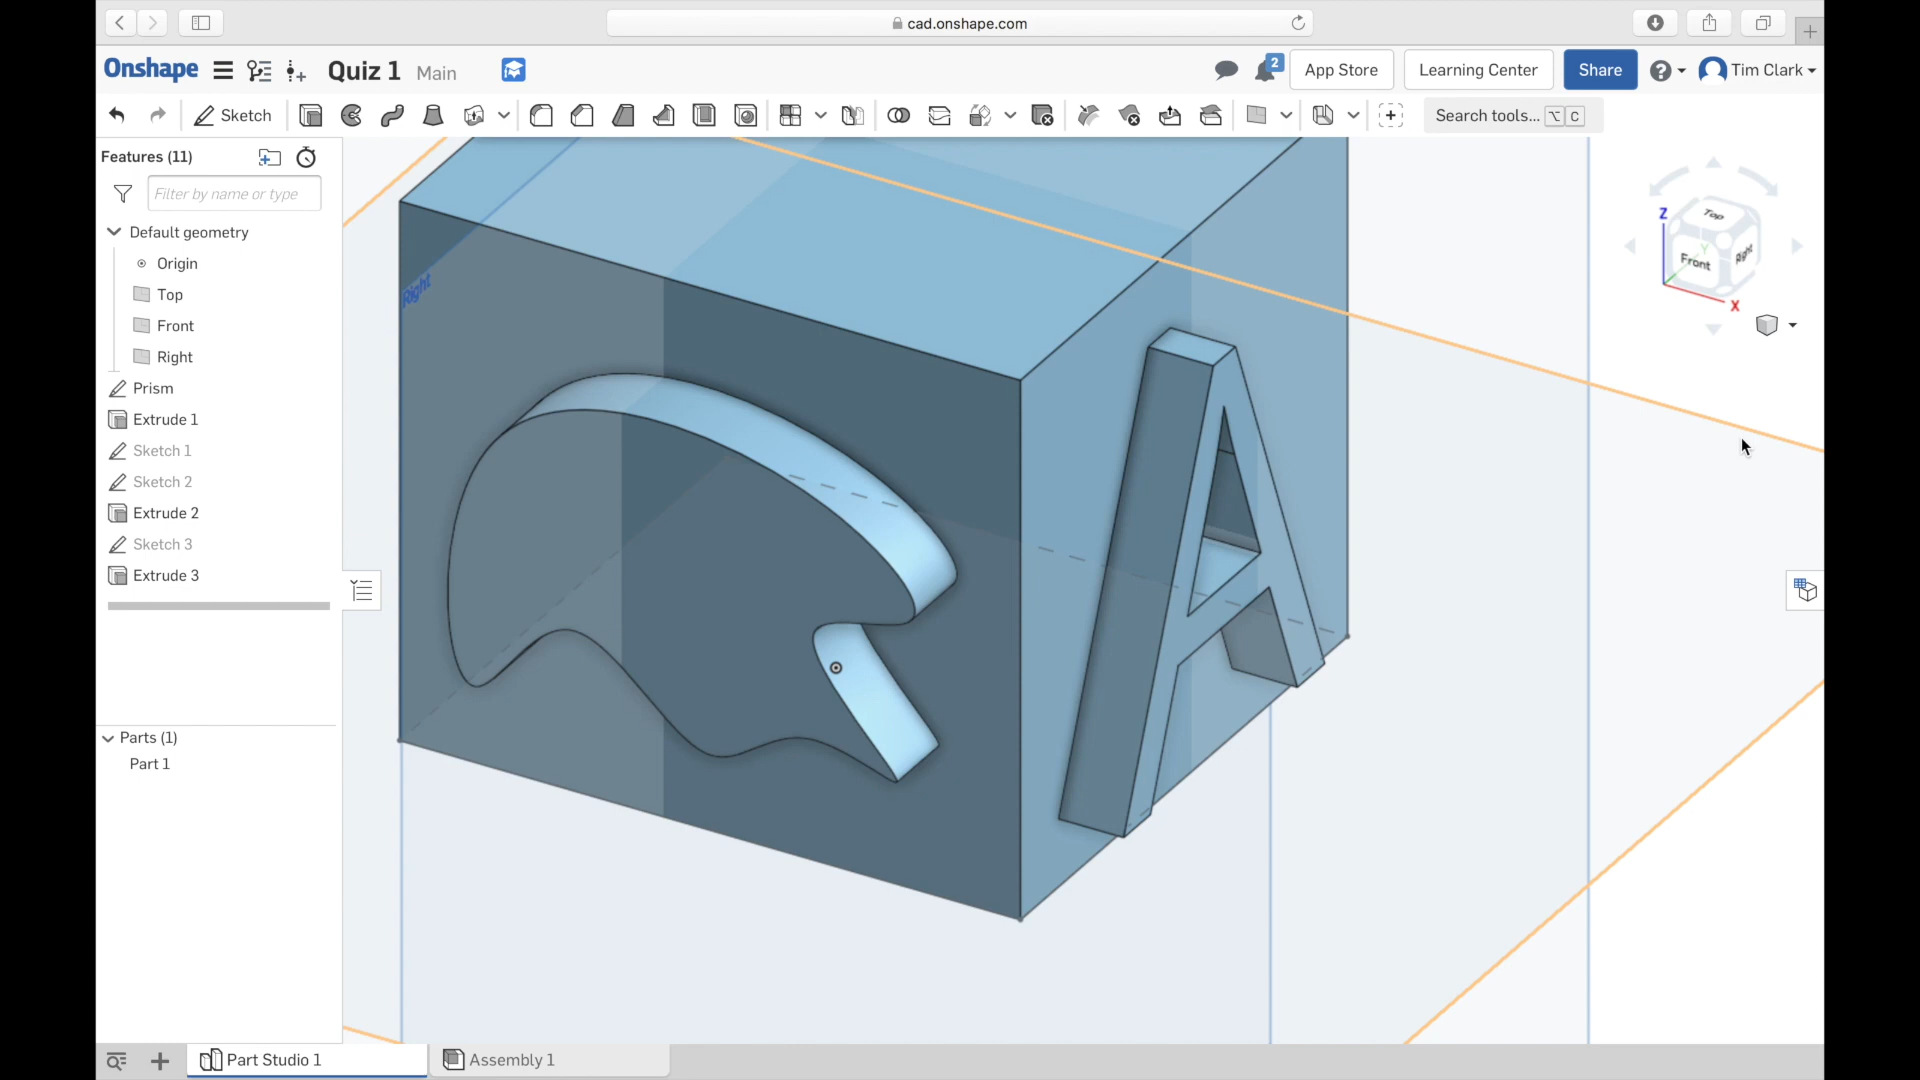 cad.onshape.com
Onshape
Quiz 1 Main
2
App Store
Learning Center
Share
?
Tim Clark
Sketch
Search tools... ⌥ C
Features (11)
Filter by name or type
Default geometry
Origin
Top
Front
Right
Prism
Extrude 1
Sketch 1
Sketch 2
Extrude 2
Sketch 3
Extrude 3
Parts (1)
Part 1
Right
A
Z
Top
Y
Front
Right
X
Part Studio 1
Assembly 1